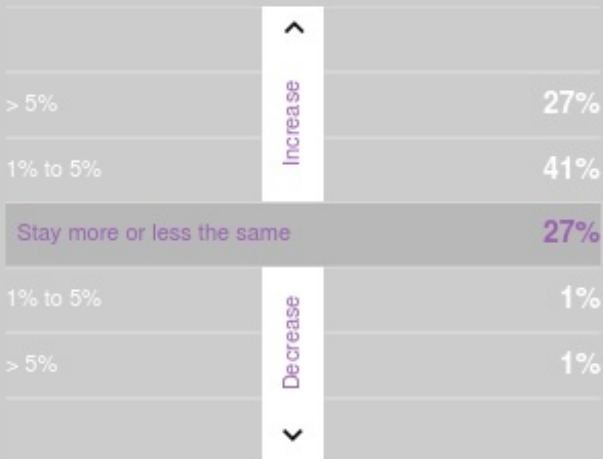 Increase
> 5% 27%
1% to 5% 41%
Stay more or less the same 27%
Decrease
1% to 5% 1%
> 5% 1%